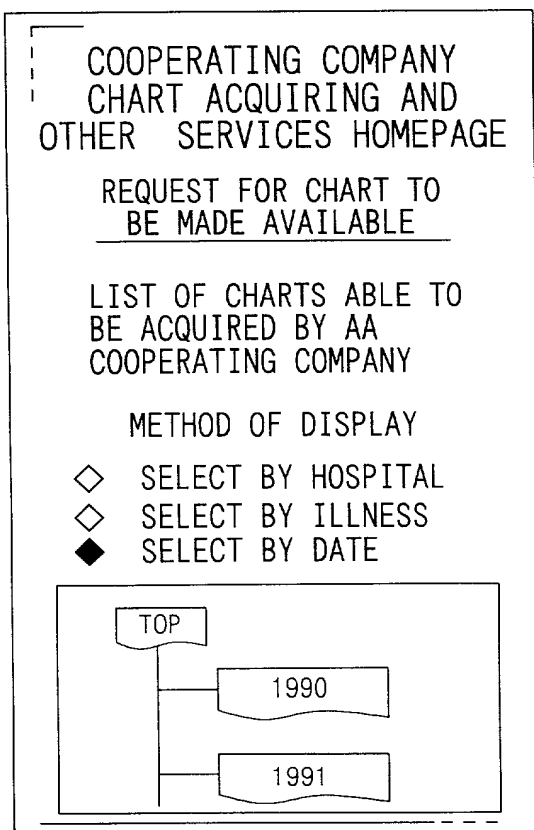 COOPERATING COMPANY
CHART ACQUIRING AND
OTHER SERVICES HOMEPAGE
REQUEST FOR CHART TO
BE MADE AVAILABLE
LIST OF CHARTS ABLE TO
BE ACQUIRED BY AA
COOPERATING COMPANY
METHOD OF DISPLAY
SELECT BY HOSPITAL
SELECT BY ILLNESS
SELECT BY DATE
TOP
1990
1991